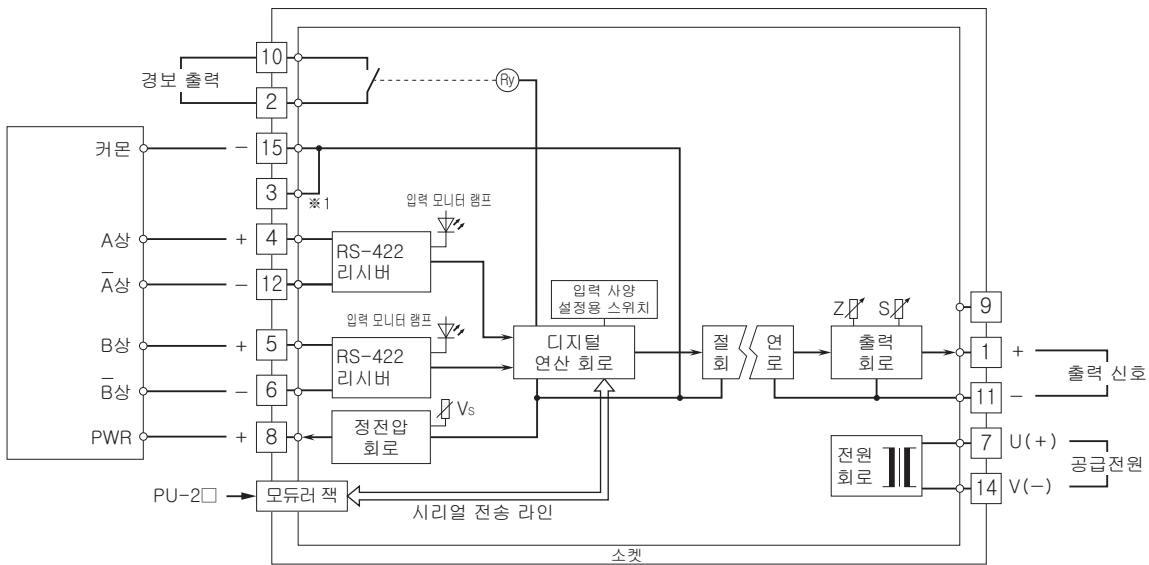 10
경보 출력
2
커몬
−
15
3
※1
입력 모니터 램프
A상
+
4
RS-422
리시버
A̅상
−
12
입력 사양
설정용 스위치
입력 모니터 램프
B상
+
5
RS-422
리시버
B̅상
−
6
디지털
연산 회로
절 연
회 로
Z
S
출력
회로
9
1
+
출력 신호
11
−
PWR
+
8
정전압
회로
Vs
전원
회로
7
U(+)
공급전원
14
V(−)
PU-2□
모듀러 잭
시리얼 전송 라인
소켓
Ry